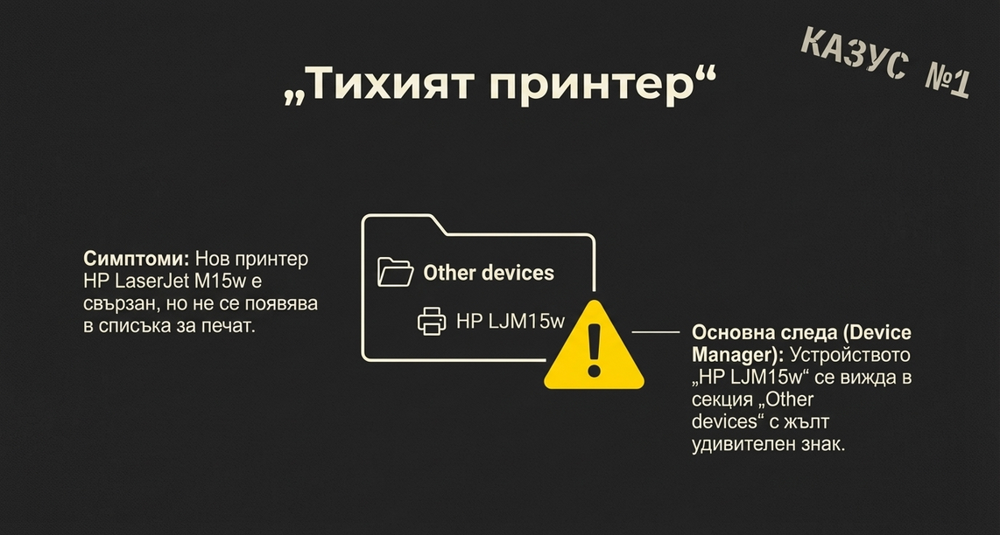 КАЗУС №1
„Тихият принтер“
Симптоми: Нов принтер
HP LaserJet M15w е
свързан, но не се появява
в списъка за печат.
Other devices
HP LJM15w
Основна следа (Device
Manager): Устройството
„HP LJM15w“ се вижда в
секция „Other
devices“ с жълт
удивителен знак.